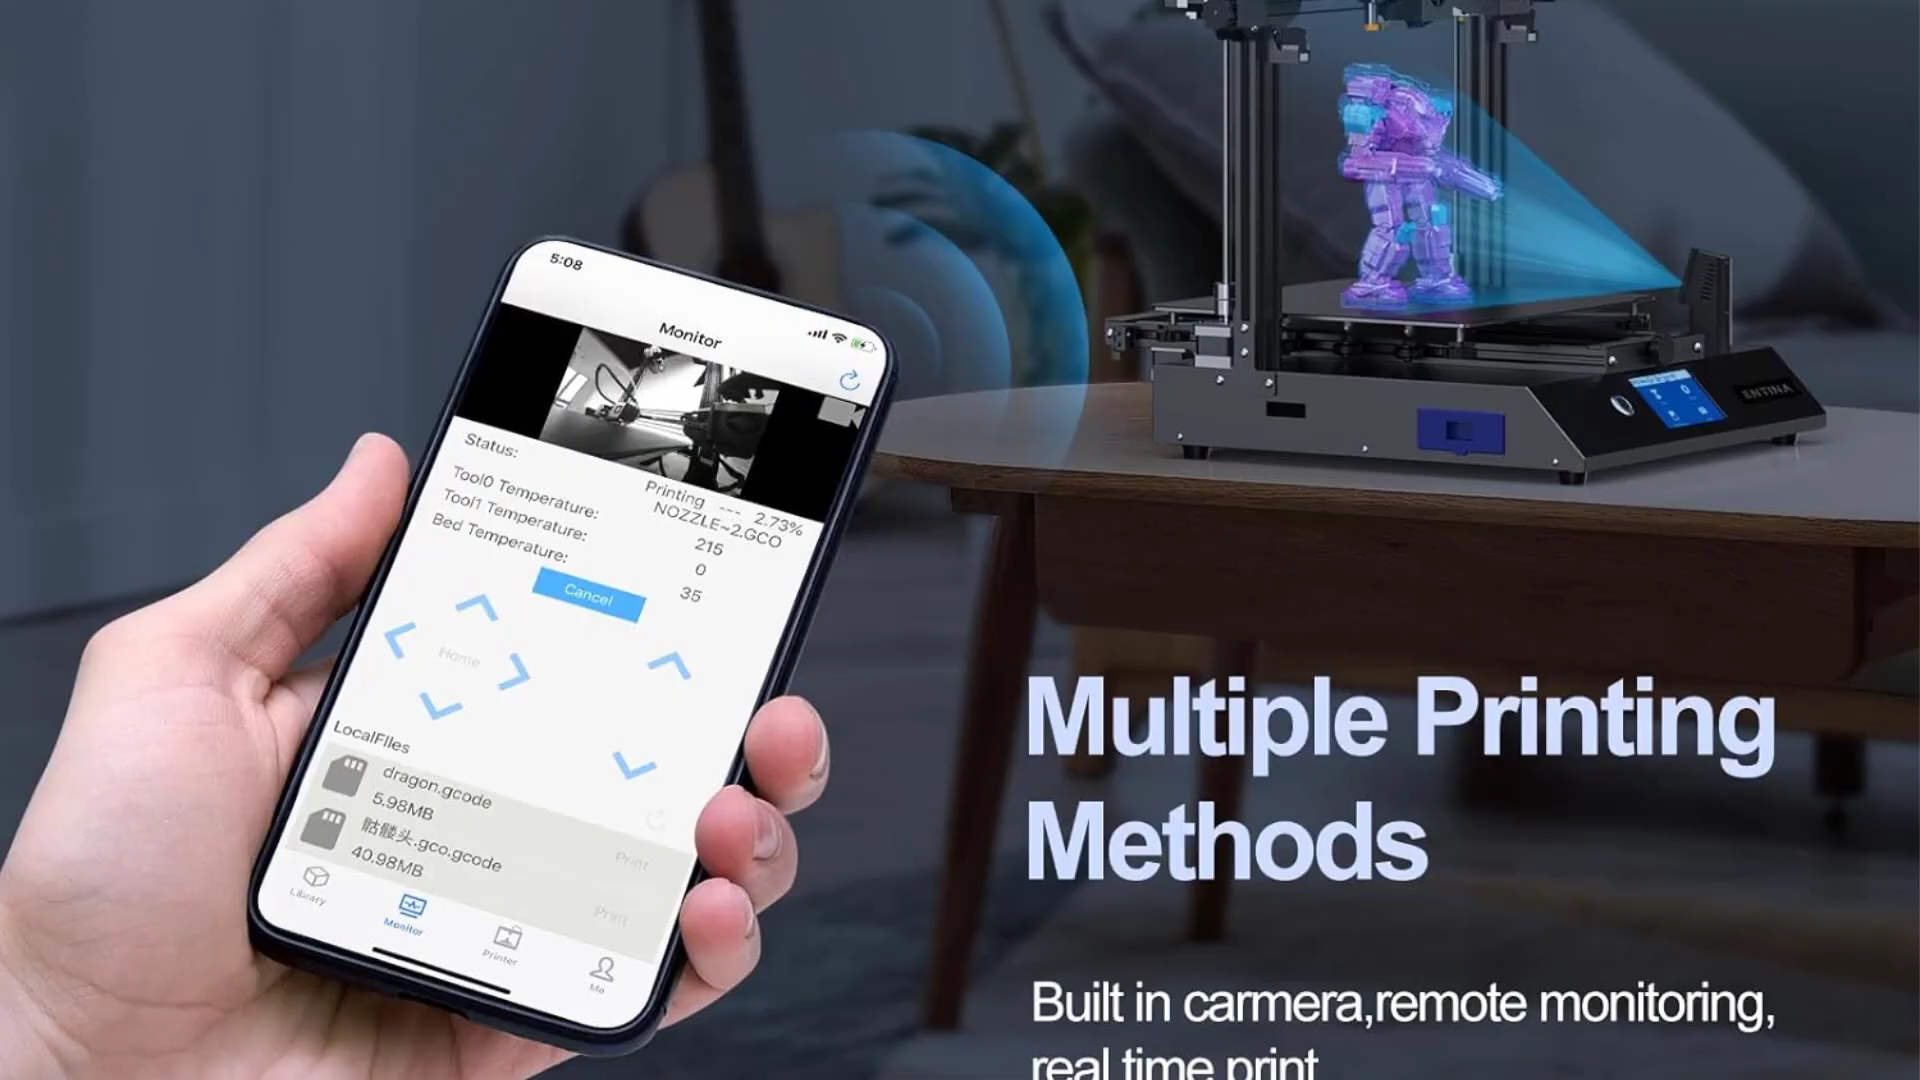 5:08
Monitor
Status:
Printing --- 2.73%
NOZZLE~2.GCO
Tool0 Temperature:
215
Tool1 Temperature:
0
Bed Temperature:
35
Cancel
Home
LocalFIles
dragon.gcode
5.98MB
Print
骷髅头.gco.gcode
40.98MB
Print
Library
Monitor
Printer
Me
ENTINA
Multiple Printing
Methods
Built in carmera,remote monitoring,
real time print